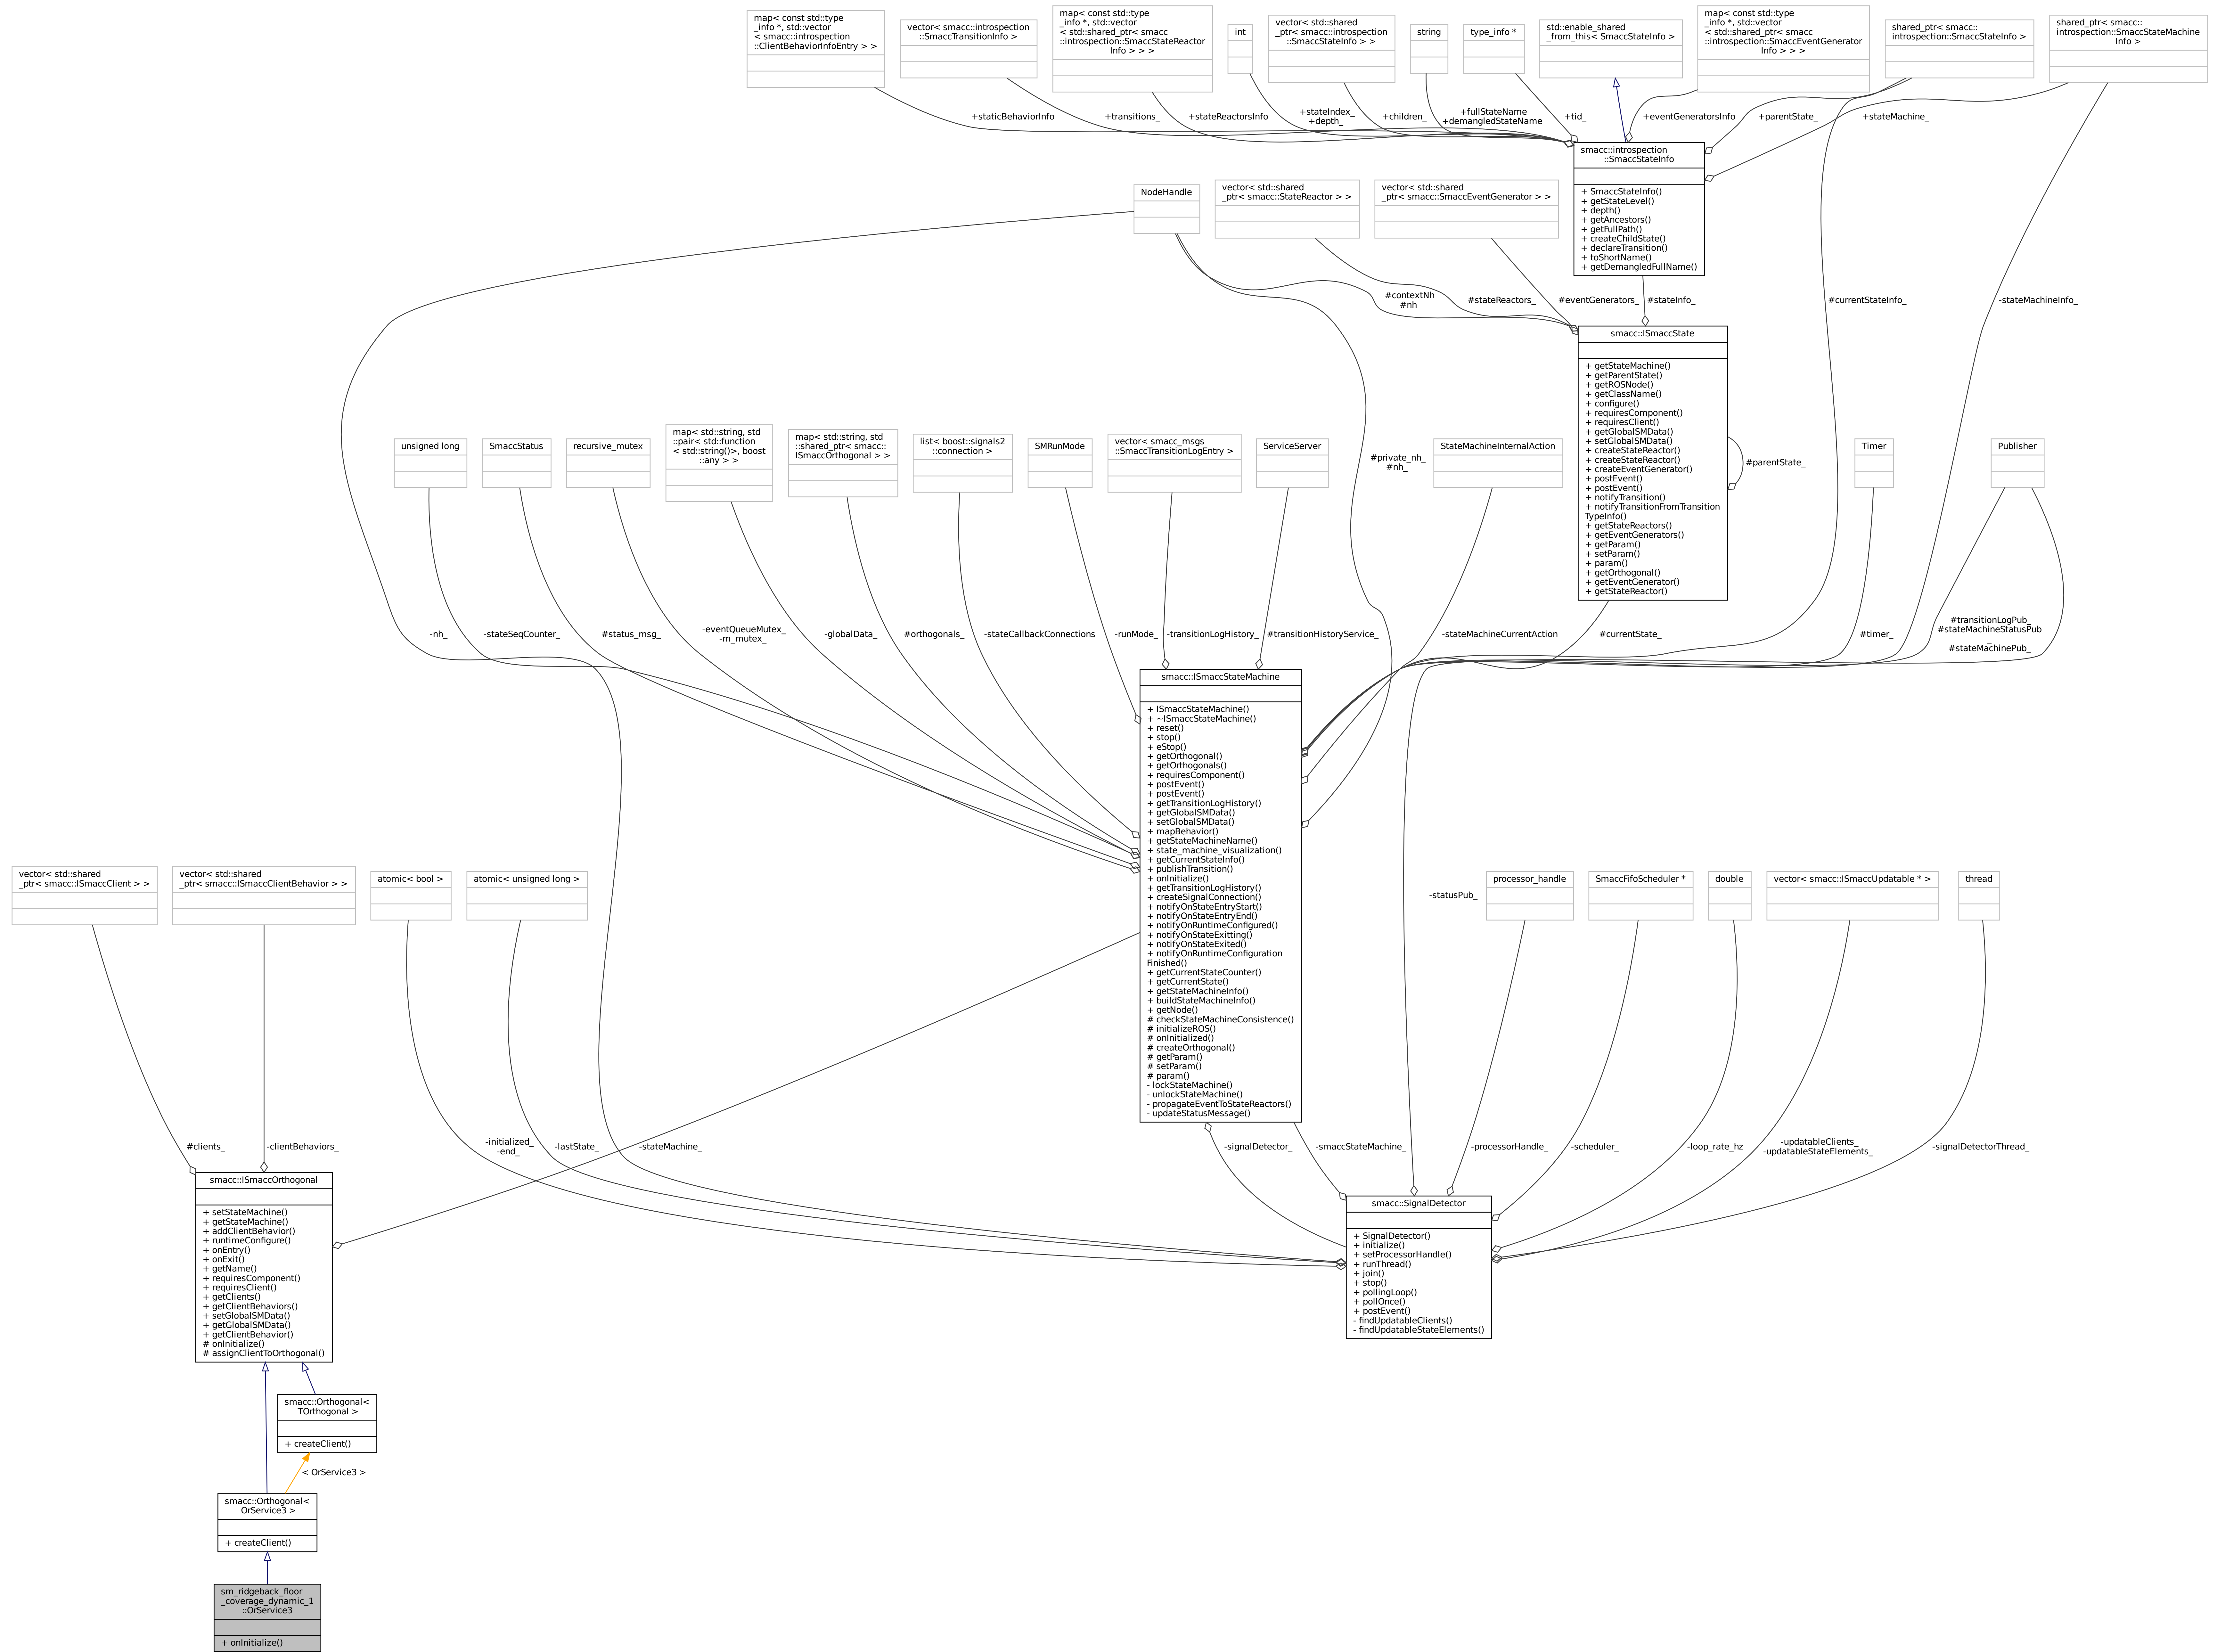 map< const std::type
_info *, std::vector
< smacc::introspection
::ClientBehaviorInfoEntry > >
vector< smacc::introspection
::SmaccTransitionInfo >
map< const std::type
_info *, std::vector
< std::shared_ptr< smacc
::introspection::SmaccStateReactor
Info > > >
int
vector< std::shared
_ptr< smacc::introspection
::SmaccStateInfo > >
string
type_info *
std::enable_shared
_from_this< SmaccStateInfo >
map< const std::type
_info *, std::vector
< std::shared_ptr< smacc
::introspection::SmaccEventGenerator
Info > > >
shared_ptr< smacc::
introspection::SmaccStateInfo >
shared_ptr< smacc::
introspection::SmaccStateMachine
Info >
+staticBehaviorInfo
+transitions_
+stateReactorsInfo
+stateIndex_
+depth_
+children_
+fullStateName
+demangledStateName
+tid_
+eventGeneratorsInfo
+parentState_
+stateMachine_
smacc::introspection
::SmaccStateInfo
+ SmaccStateInfo()
+ getStateLevel()
+ depth()
+ getAncestors()
+ getFullPath()
+ createChildState()
+ declareTransition()
+ toShortName()
+ getDemangledFullName()
NodeHandle
vector< std::shared
_ptr< smacc::StateReactor > >
vector< std::shared
_ptr< smacc::SmaccEventGenerator > >
#contextNh
#nh
#stateReactors_
#eventGenerators_
#stateInfo_
#currentStateInfo_
-stateMachineInfo_
smacc::ISmaccState
+ getStateMachine()
+ getParentState()
+ getROSNode()
+ getClassName()
+ configure()
+ requiresComponent()
+ requiresClient()
+ getGlobalSMData()
+ setGlobalSMData()
+ createStateReactor()
+ createStateReactor()
+ createEventGenerator()
+ postEvent()
+ postEvent()
+ notifyTransition()
+ notifyTransitionFromTransition
TypeInfo()
+ getStateReactors()
+ getEventGenerators()
+ getParam()
+ setParam()
+ param()
+ getOrthogonal()
+ getEventGenerator()
+ getStateReactor()
#parentState_
unsigned long
SmaccStatus
recursive_mutex
map< std::string, std
::pair< std::function
< std::string()>, boost
::any > >
map< std::string, std
::shared_ptr< smacc::
ISmaccOrthogonal > >
list< boost::signals2
::connection >
SMRunMode
vector< smacc_msgs
::SmaccTransitionLogEntry >
ServiceServer
#private_nh_
#nh_
StateMachineInternalAction
Timer
Publisher
-nh_
-stateSeqCounter_
#status_msg_
-eventQueueMutex_
-m_mutex_
-globalData_
#orthogonals_
-stateCallbackConnections
-runMode_
-transitionLogHistory_
#transitionHistoryService_
-stateMachineCurrentAction
#currentState_
#timer_
#transitionLogPub_
#stateMachineStatusPub
_
#stateMachinePub_
smacc::ISmaccStateMachine
+ ISmaccStateMachine()
+ ~ISmaccStateMachine()
+ reset()
+ stop()
+ eStop()
+ getOrthogonal()
+ getOrthogonals()
+ requiresComponent()
+ postEvent()
+ postEvent()
+ getTransitionLogHistory()
+ getGlobalSMData()
+ setGlobalSMData()
+ mapBehavior()
+ getStateMachineName()
+ state_machine_visualization()
+ getCurrentStateInfo()
+ publishTransition()
+ onInitialize()
+ getTransitionLogHistory()
+ createSignalConnection()
+ notifyOnStateEntryStart()
+ notifyOnStateEntryEnd()
+ notifyOnRuntimeConfigured()
+ notifyOnStateExitting()
+ notifyOnStateExited()
+ notifyOnRuntimeConfiguration
Finished()
+ getCurrentStateCounter()
+ getCurrentState()
+ getStateMachineInfo()
+ buildStateMachineInfo()
+ getNode()
# checkStateMachineConsistence()
# initializeROS()
# onInitialized()
# createOrthogonal()
# getParam()
# setParam()
# param()
- lockStateMachine()
- unlockStateMachine()
- propagateEventToStateReactors()
- updateStatusMessage()
vector< std::shared
_ptr< smacc::ISmaccClient > >
vector< std::shared
_ptr< smacc::ISmaccClientBehavior > >
atomic< bool >
atomic< unsigned long >
-statusPub_
processor_handle
SmaccFifoScheduler *
double
vector< smacc::ISmaccUpdatable * >
thread
#clients_
-clientBehaviors_
-initialized_
-end_
-lastState_
-stateMachine_
-signalDetector_
-smaccStateMachine_
-processorHandle_
-scheduler_
-loop_rate_hz
-updatableClients_
-updatableStateElements_
-signalDetectorThread_
smacc::ISmaccOrthogonal
+ setStateMachine()
+ getStateMachine()
+ addClientBehavior()
+ runtimeConfigure()
+ onEntry()
+ onExit()
+ getName()
+ requiresComponent()
+ requiresClient()
+ getClients()
+ getClientBehaviors()
+ setGlobalSMData()
+ getGlobalSMData()
+ getClientBehavior()
# onInitialize()
# assignClientToOrthogonal()
smacc::SignalDetector
+ SignalDetector()
+ initialize()
+ setProcessorHandle()
+ runThread()
+ join()
+ stop()
+ pollingLoop()
+ pollOnce()
+ postEvent()
- findUpdatableClients()
- findUpdatableStateElements()
smacc::Orthogonal<
TOrthogonal >
+ createClient()
< OrService3 >
smacc::Orthogonal<
OrService3 >
+ createClient()
sm_ridgeback_floor
_coverage_dynamic_1
::OrService3
+ onInitialize()